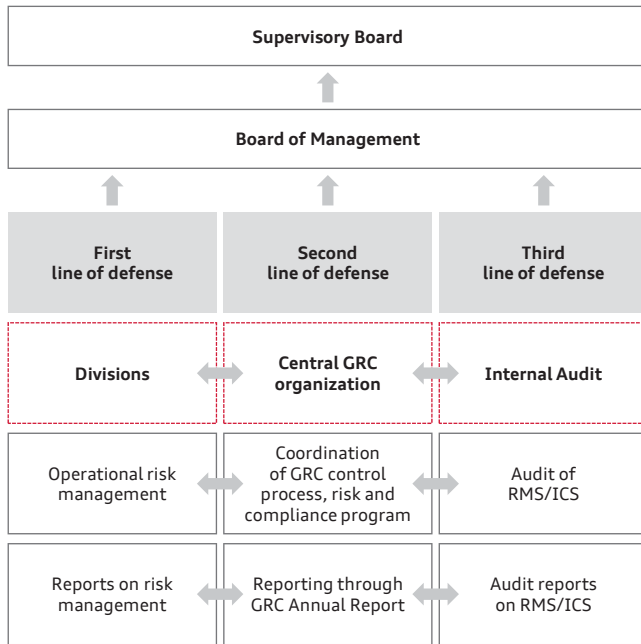 Supervisory Board
Board of Management
First
line of defense
Second
line of defense
Third
line of defense
Divisions
Central GRC
organization
Internal Audit
Operational risk
management
Coordination
of GRC control
process, risk and
compliance program
Audit of
RMS/ICS
Reports on risk
management
Reporting through
GRC Annual Report
Audit reports
on RMS/ICS